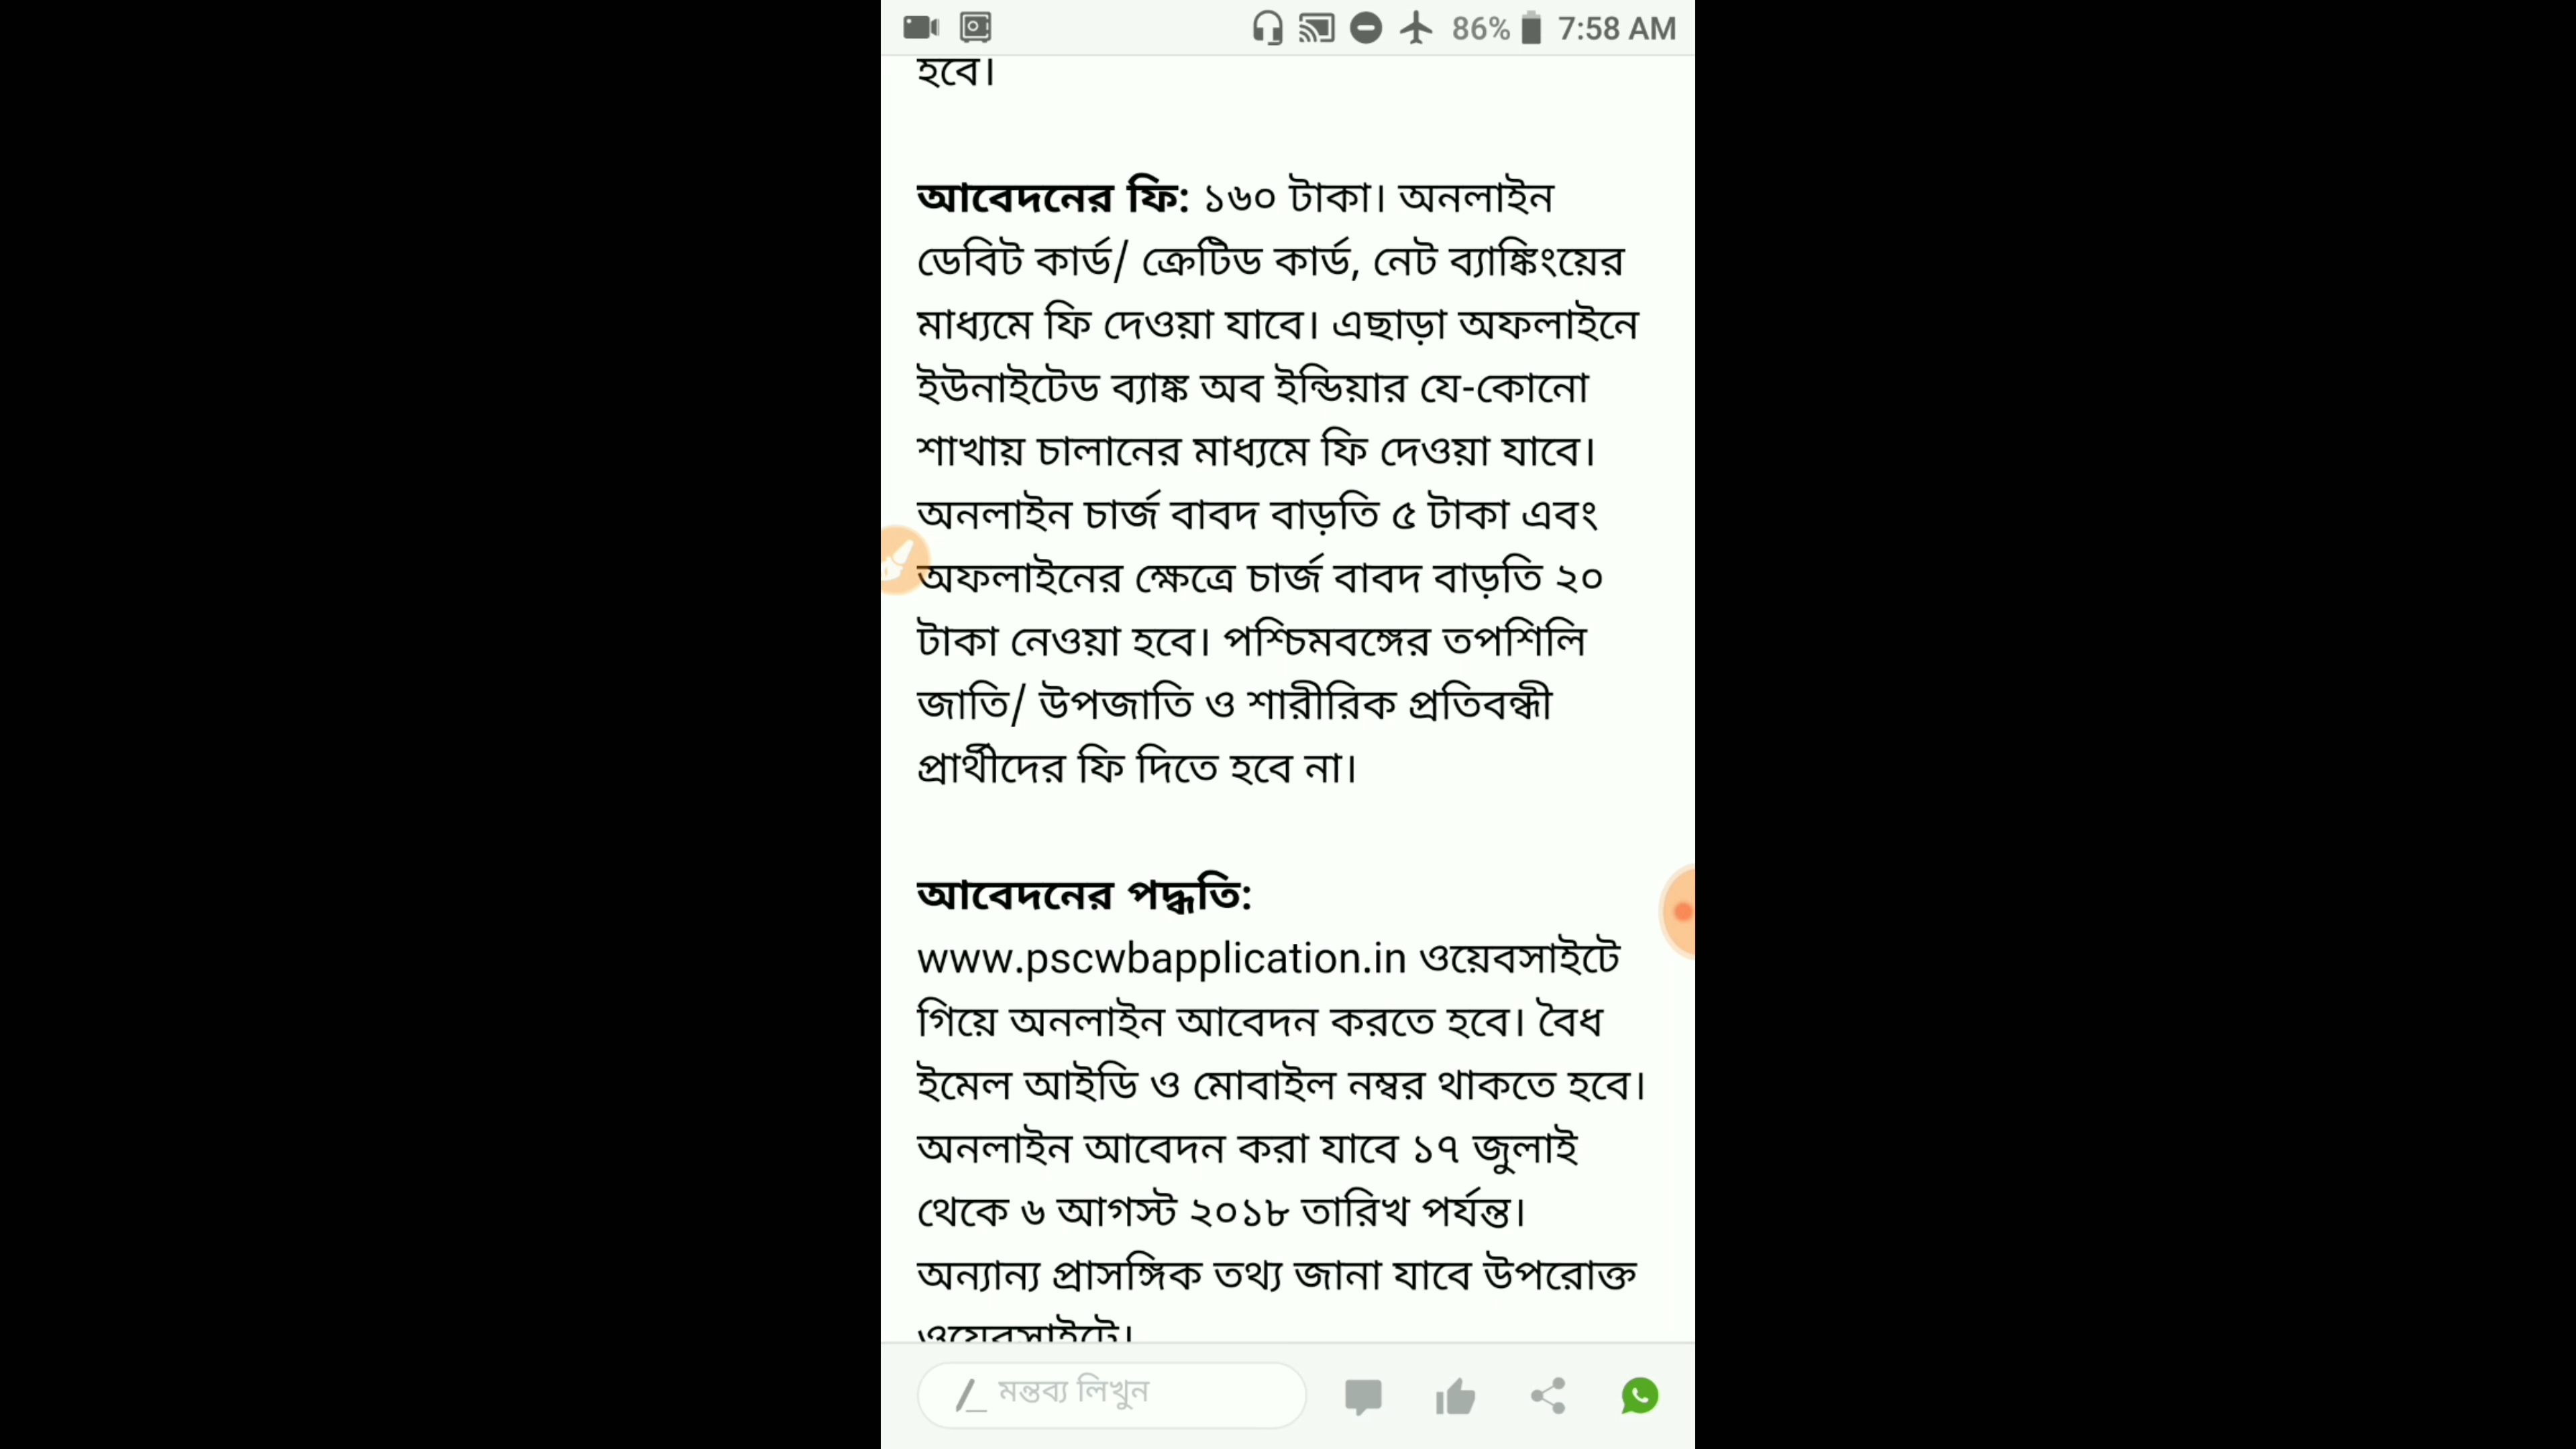 86% 7:58 AM
হবে।
আবেদনের ফি: ১৬০ টাকা। অনলাইন
ডেবিট কার্ড/ ক্রেটিড কার্ড, নেট ব্যাঙ্কিংয়ের
মাধ্যমে ফি দেওয়া যাবে। এছাড়া অফলাইনে
ইউনাইটেড ব্যাঙ্ক অব ইন্ডিয়ার যে-কোনো
শাখায় চালানের মাধ্যমে ফি দেওয়া যাবে।
অনলাইন চার্জ বাবদ বাড়তি ৫ টাকা এবং
অফলাইনের ক্ষেত্রে চার্জ বাবদ বাড়তি ২০
টাকা নেওয়া হবে। পশ্চিমবঙ্গের তপশিলি
জাতি/ উপজাতি ও শারীরিক প্রতিবন্ধী
প্রার্থীদের ফি দিতে হবে না।
আবেদনের পদ্ধতি:
www.pscwbapplication.in ওয়েবসাইটে
গিয়ে অনলাইন আবেদন করতে হবে। বৈধ
ইমেল আইডি ও মোবাইল নম্বর থাকতে হবে।
অনলাইন আবেদন করা যাবে ১৭ জুলাই
থেকে ৬ আগস্ট ২০১৮ তারিখ পর্যন্ত।
অন্যান্য প্রাসঙ্গিক তথ্য জানা যাবে উপরোক্ত
ওয়েবসাইটে।
মন্তব্য লিখুন